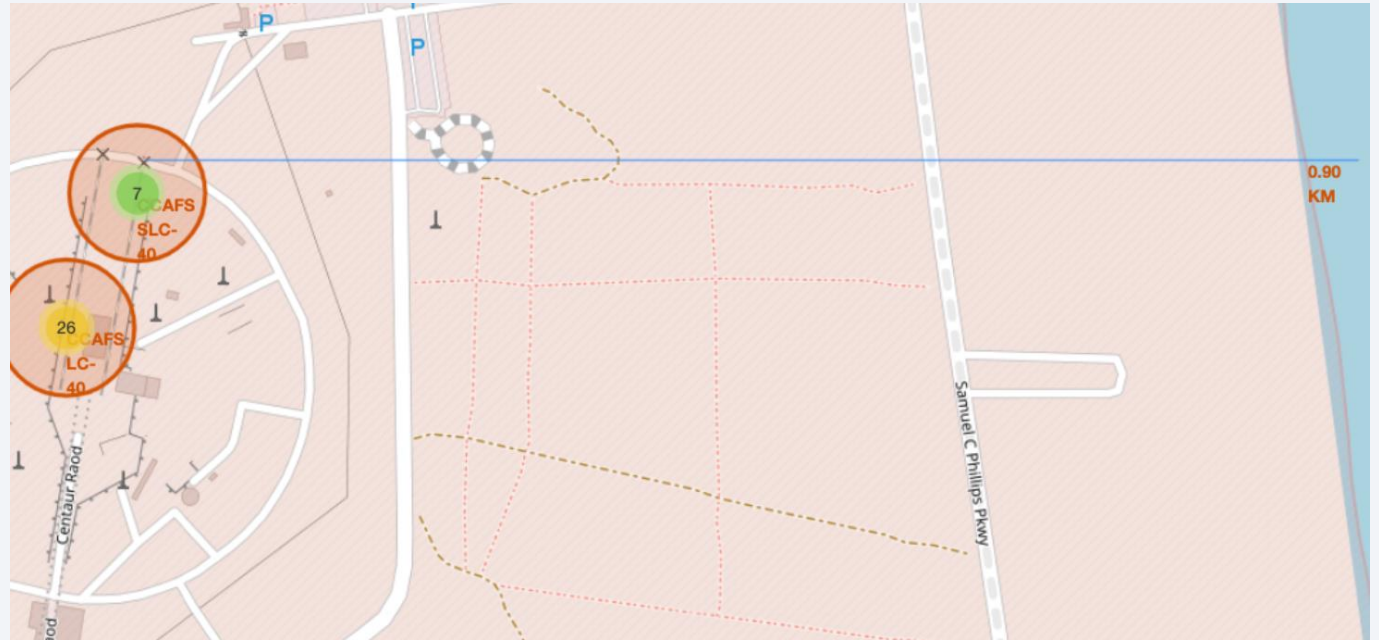 P
P
0.90
KM
7
CCAFS
SLC-
40
26
CCAFS
LC-
40
Samuel C Phillips Pkwy
Centaur Raod